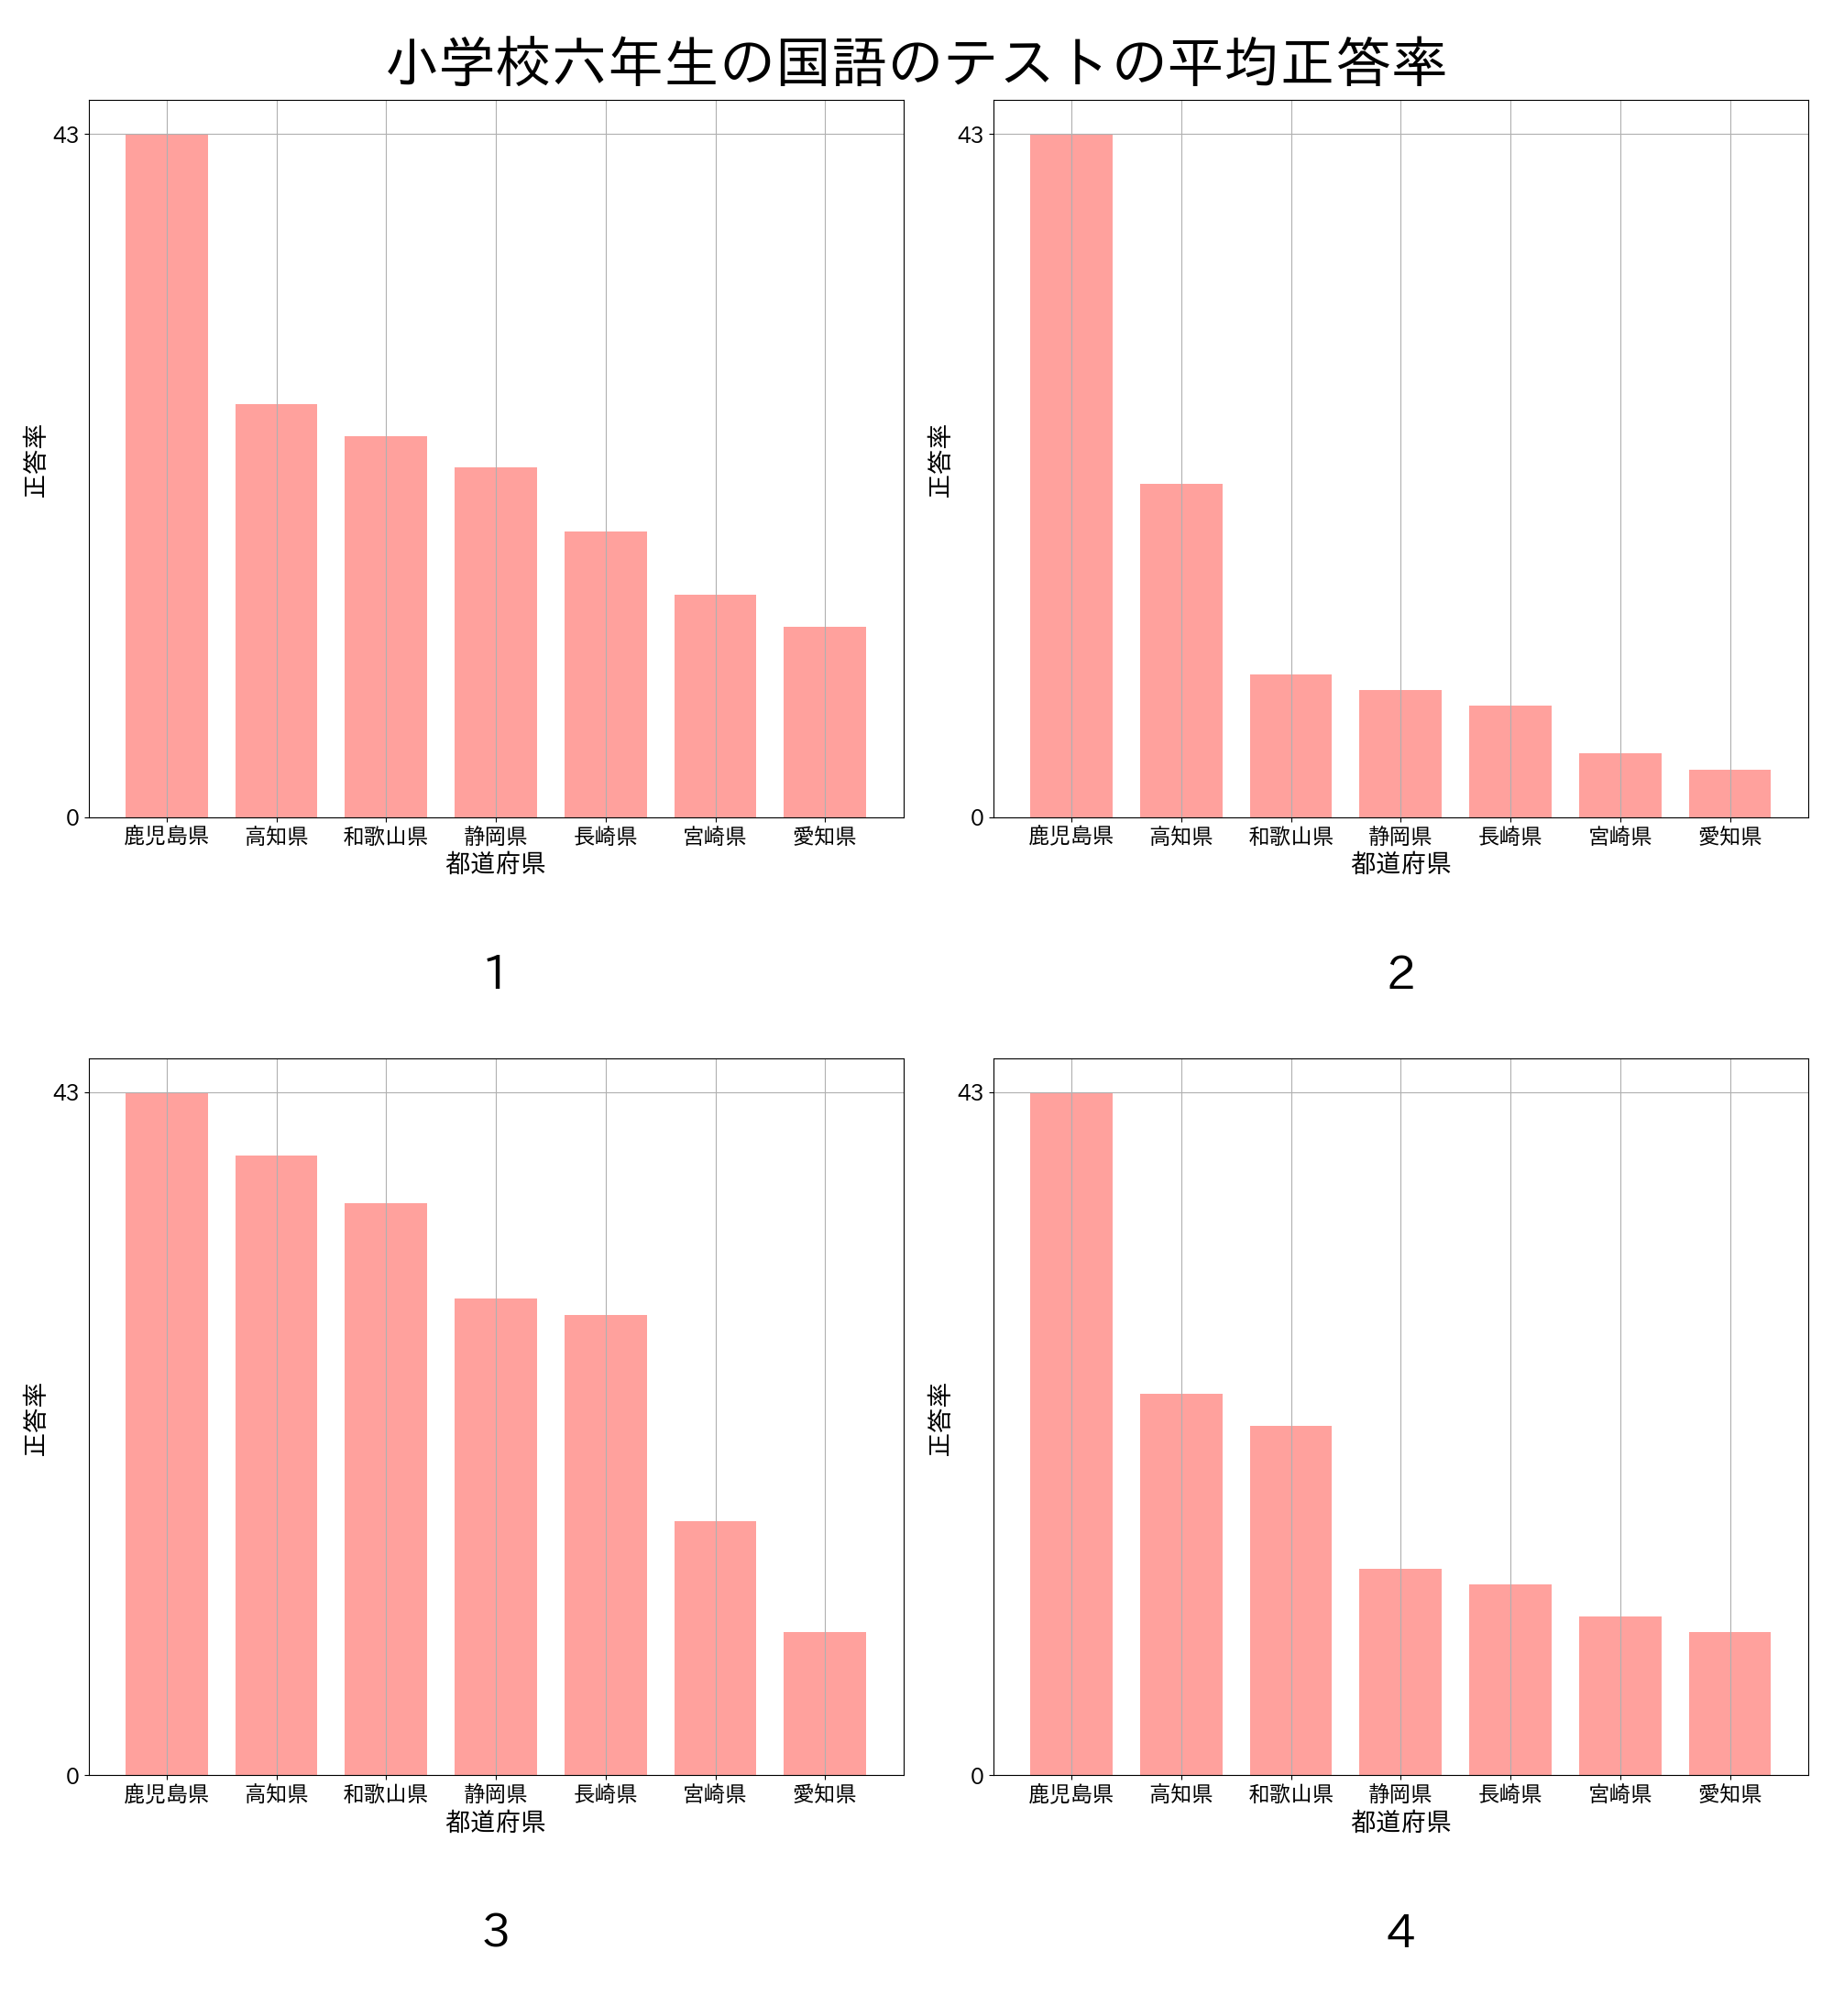 小学校六年生の国語のテストの平均正答率
43
0
正答率
鹿児島県 高知県 和歌山県 静岡県 長崎県 宮崎県 愛知県
都道府県
1
43
0
正答率
鹿児島県 高知県 和歌山県 静岡県 長崎県 宮崎県 愛知県
都道府県
2
43
0
正答率
鹿児島県 高知県 和歌山県 静岡県 長崎県 宮崎県 愛知県
都道府県
3
43
0
正答率
鹿児島県 高知県 和歌山県 静岡県 長崎県 宮崎県 愛知県
都道府県
4